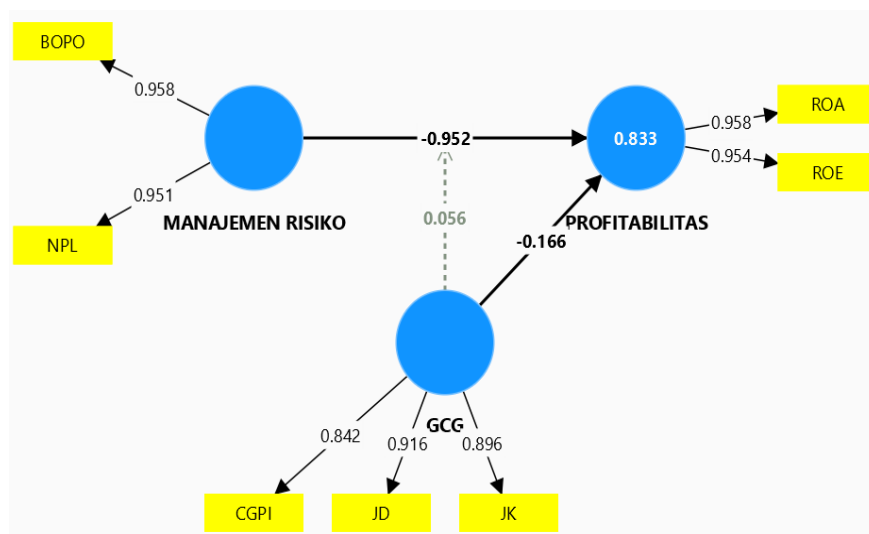 BOPO
0.958
ROA
-0.952
0.833
0.958
0.954
ROE
0.951
MANAJEMEN RISIKO
PROFITABILITAS
NPL
0.056
-0.166
GCG
0.842
0.916
0.896
CGPI
JD
JK